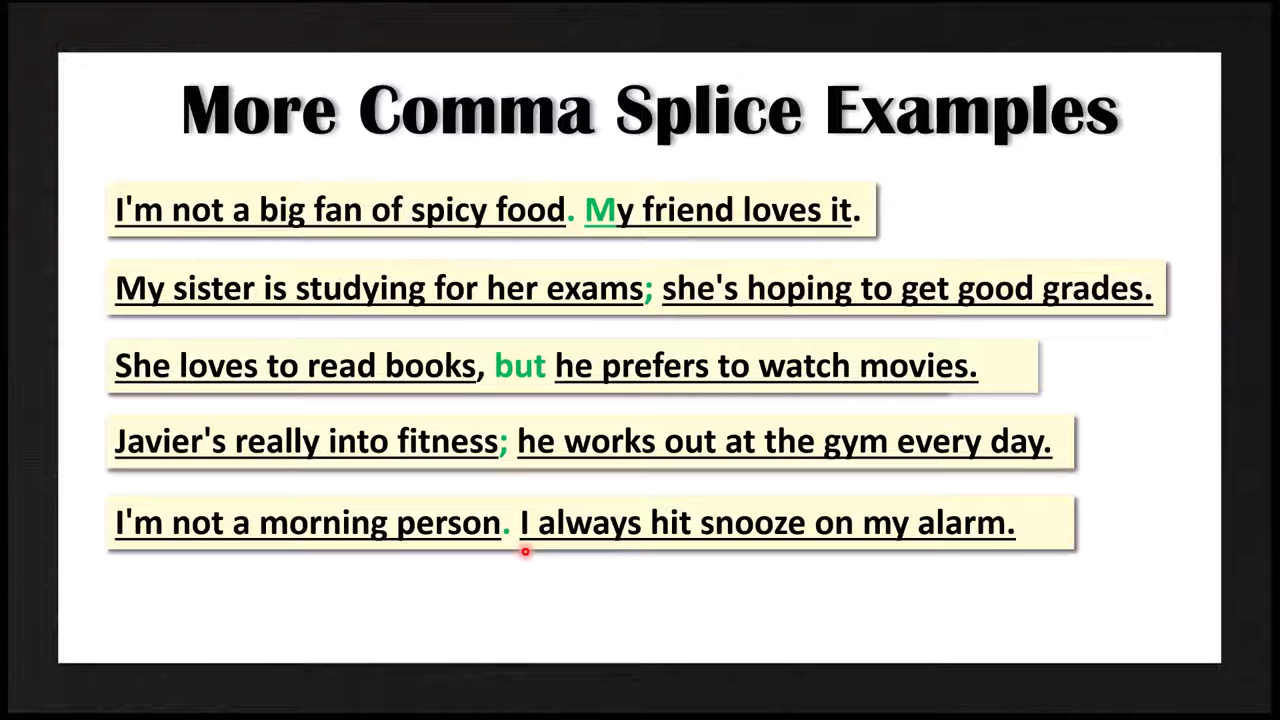 More Comma Splice Examples
I'm not a big fan of spicy food. My friend loves it.
My sister is studying for her exams; she's hoping to get good grades.
She loves to read books, but he prefers to watch movies.
Javier's really into fitness; he works out at the gym every day.
I'm not a morning person. I always hit snooze on my alarm.